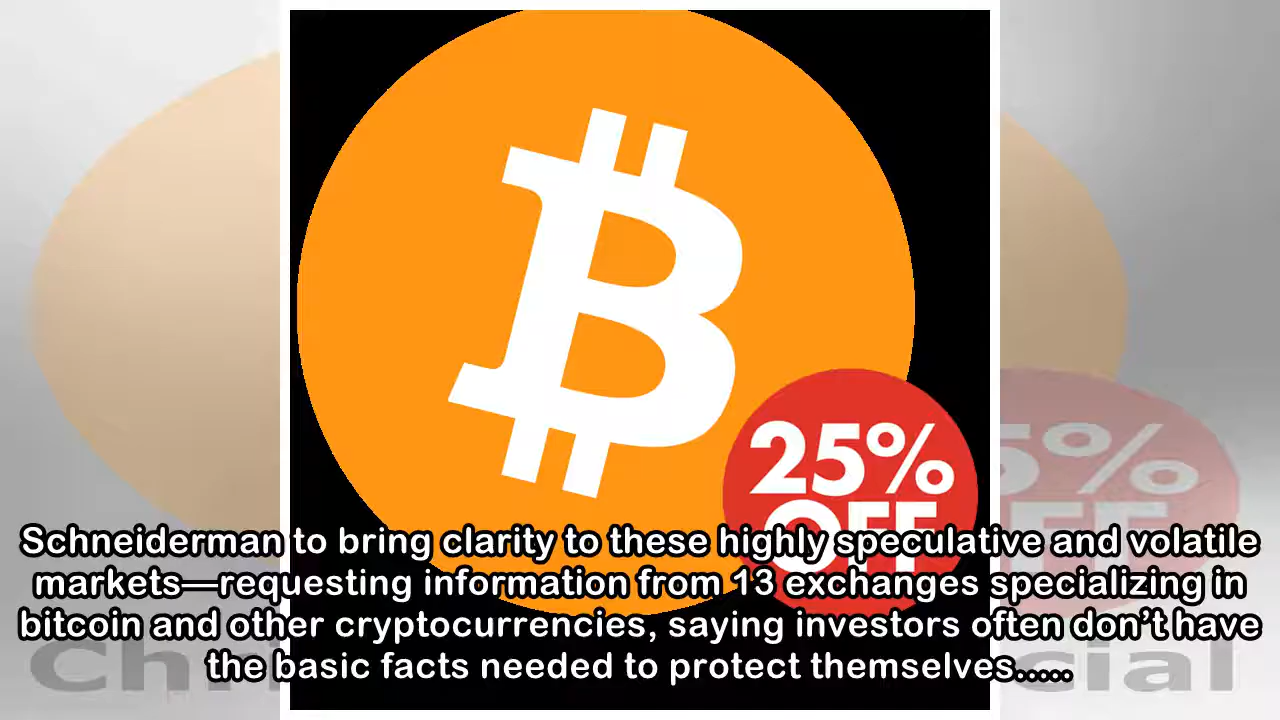 25%
OFF
Schneiderman to bring clarity to these highly speculative and volatile
markets—requesting information from 13 exchanges specializing in
bitcoin and other cryptocurrencies, saying investors often don’t have
the basic facts needed to protect themselves.....